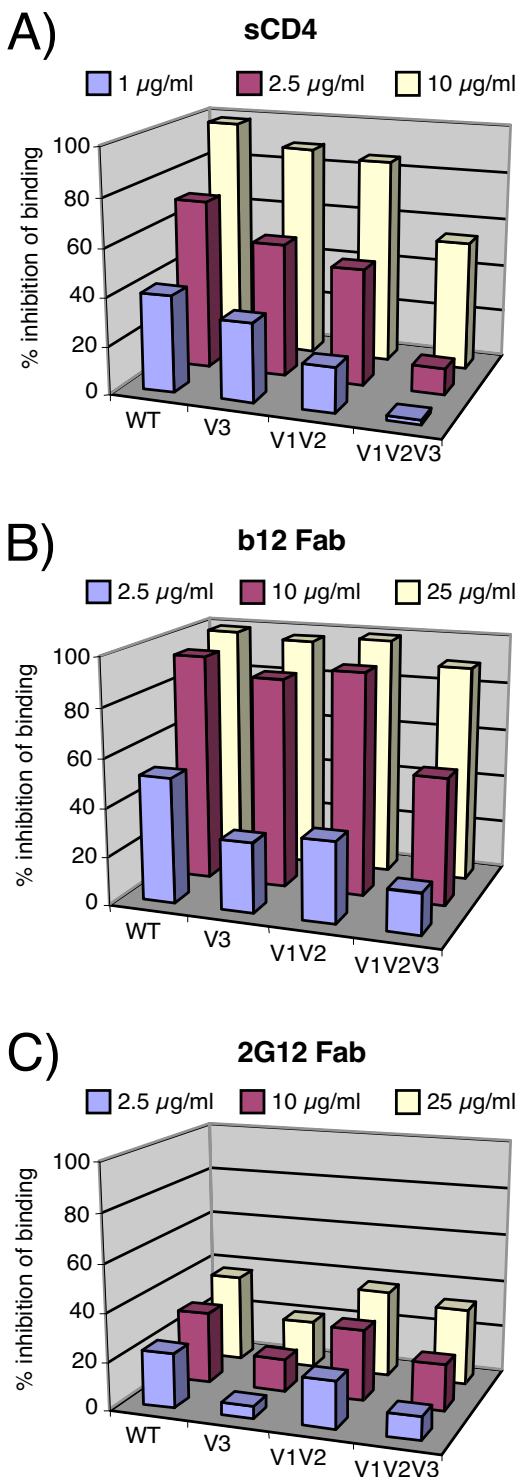 A)
sCD4
1 µg/ml 2.5 µg/ml 10 µg/ml
% inhibition of binding
100
80
60
40
20
0
WT V3 V1V2 V1V2V3
B)
b12 Fab
2.5 µg/ml 10 µg/ml 25 µg/ml
% inhibition of binding
100
80
60
40
20
0
WT V3 V1V2 V1V2V3
C)
2G12 Fab
2.5 µg/ml 10 µg/ml 25 µg/ml
% inhibition of binding
100
80
60
40
20
0
WT V3 V1V2 V1V2V3